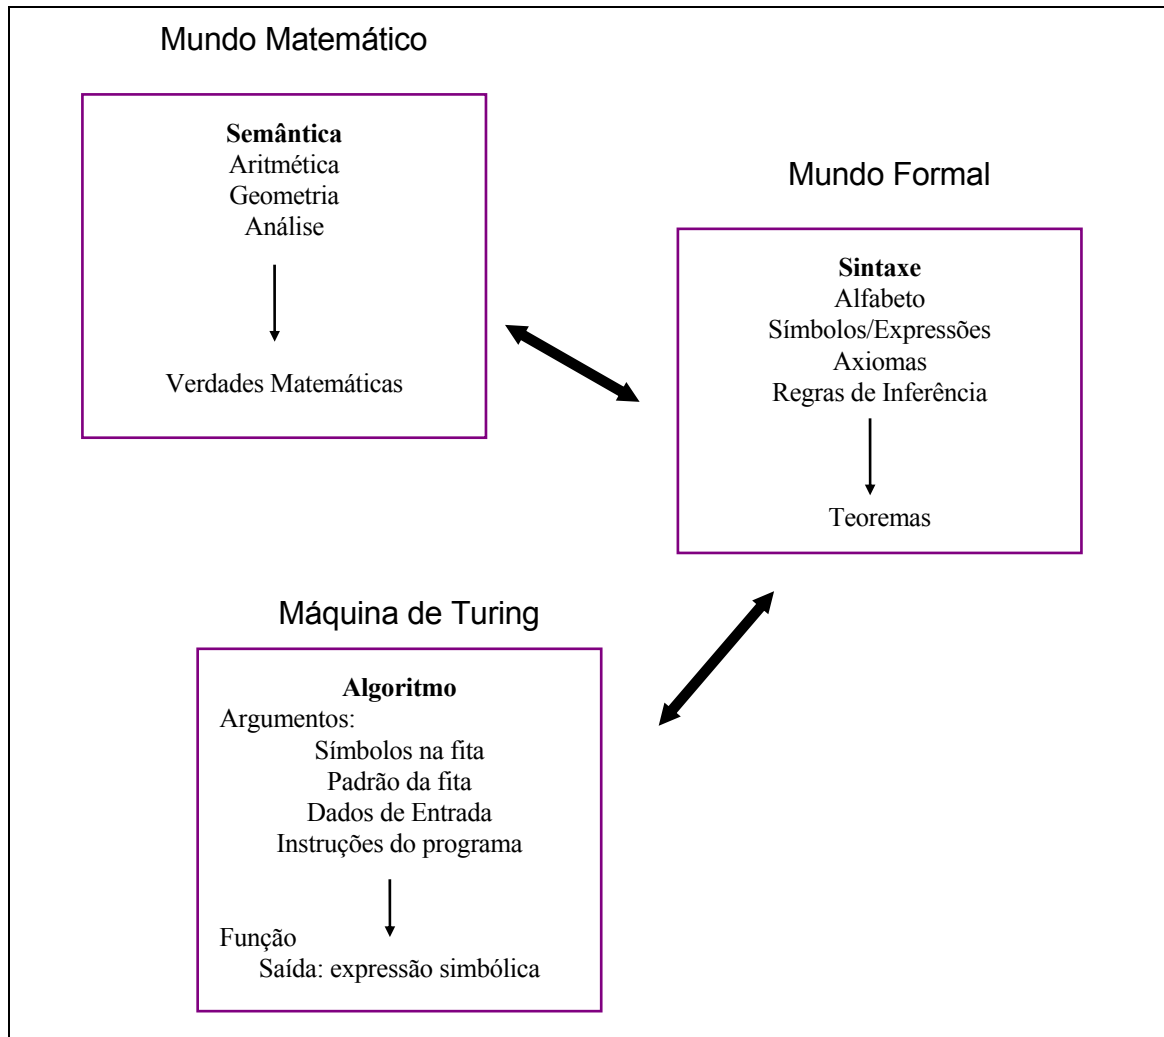 Mundo Matemático
Semântica
Aritmética
Geometria
Análise
Verdades Matemáticas
Mundo Formal
Sintaxe
Alfabeto
Símbolos/Expressões
Axiomas
Regras de Inferência
Teoremas
Máquina de Turing
Algoritmo
Argumentos:
Símbolos na fita
Padrão da fita
Dados de Entrada
Instruções do programa
Função
Saída: expressão simbólica